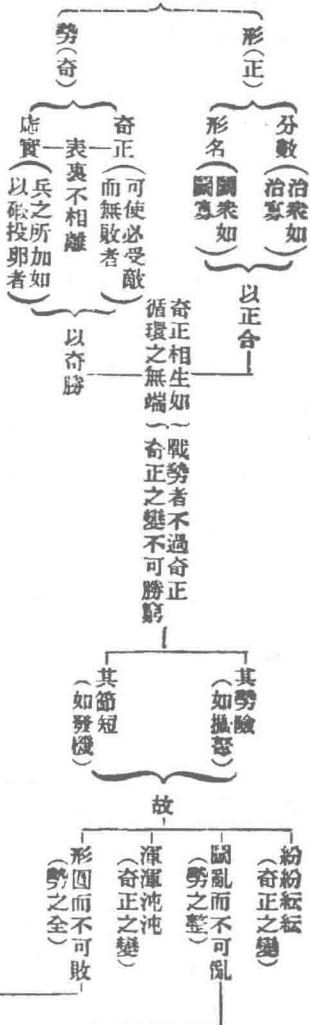 形(正)
分數(治衆如
治寡)
形名(鬭衆如
鬭寡)
以正合
勢(奇)
奇正(可使必受敵
而無敗者)
表裏不相離
虛實(兵之所加如
以碫投卵者)
以奇勝
奇正相生如
循環之無端
戰勢者不過奇正
奇正之變不可勝窮
其勢險
(如彍弩)
其節短
(如發機)
故
紛紛紜紜
(奇正之變)
鬭亂而不可亂
(勢之整)
渾渾沌沌
(奇正之變)
形圓而不可敗
(勢之全)